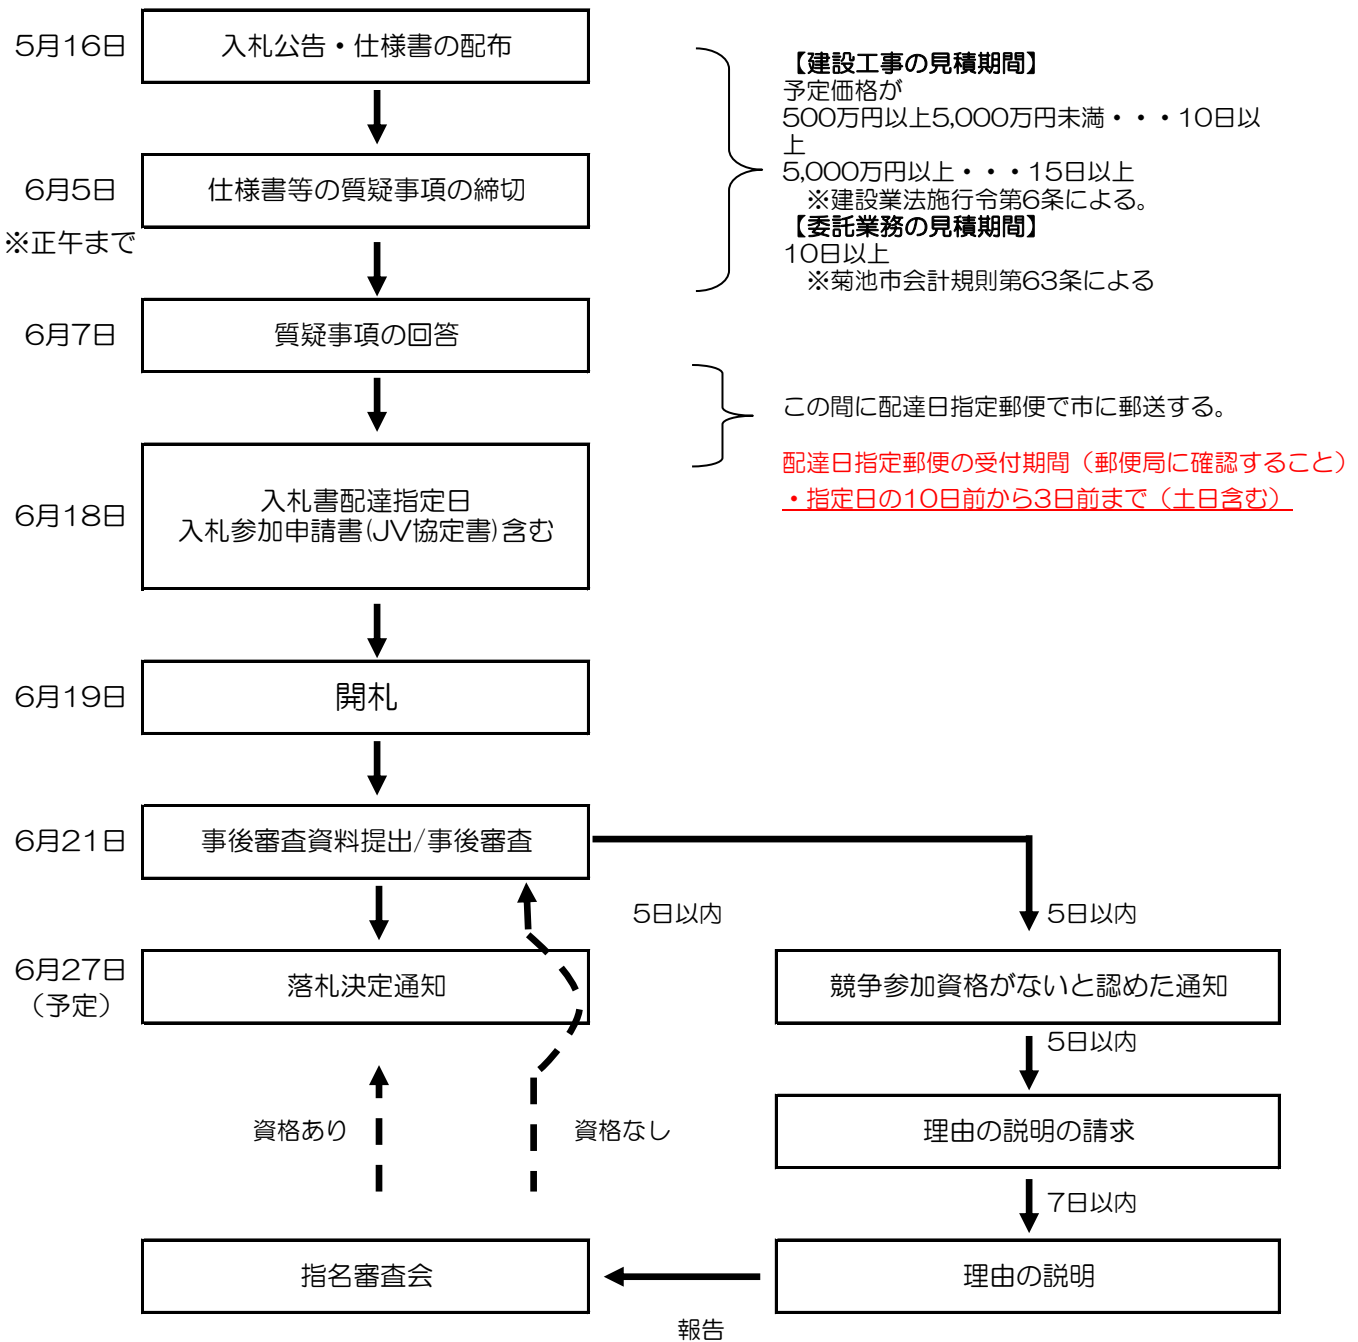 5月16日
入札公告・仕様書の配布
【建設工事の見積期間】
予定価格が
500万円以上5,000万円未満・・・10日以
上
5,000万円以上・・・15日以上
※建設業法施行令第6条による。
【委託業務の見積期間】
10日以上
※菊池市会計規則第63条による
6月5日
※正午まで
仕様書等の質疑事項の締切
6月7日
質疑事項の回答
この間に配達日指定郵便で市に郵送する。
配達日指定郵便の受付期間（郵便局に確認すること）
・指定日の10日前から3日前まで（土日含む）
6月18日
入札書配達指定日
入札参加申請書(JV協定書)含む
6月19日
開札
6月21日
事後審査資料提出/事後審査
5日以内
5日以内
6月27日
（予定）
落札決定通知
競争参加資格がないと認めた通知
5日以内
資格あり
資格なし
理由の説明の請求
7日以内
指名審査会
理由の説明
報告